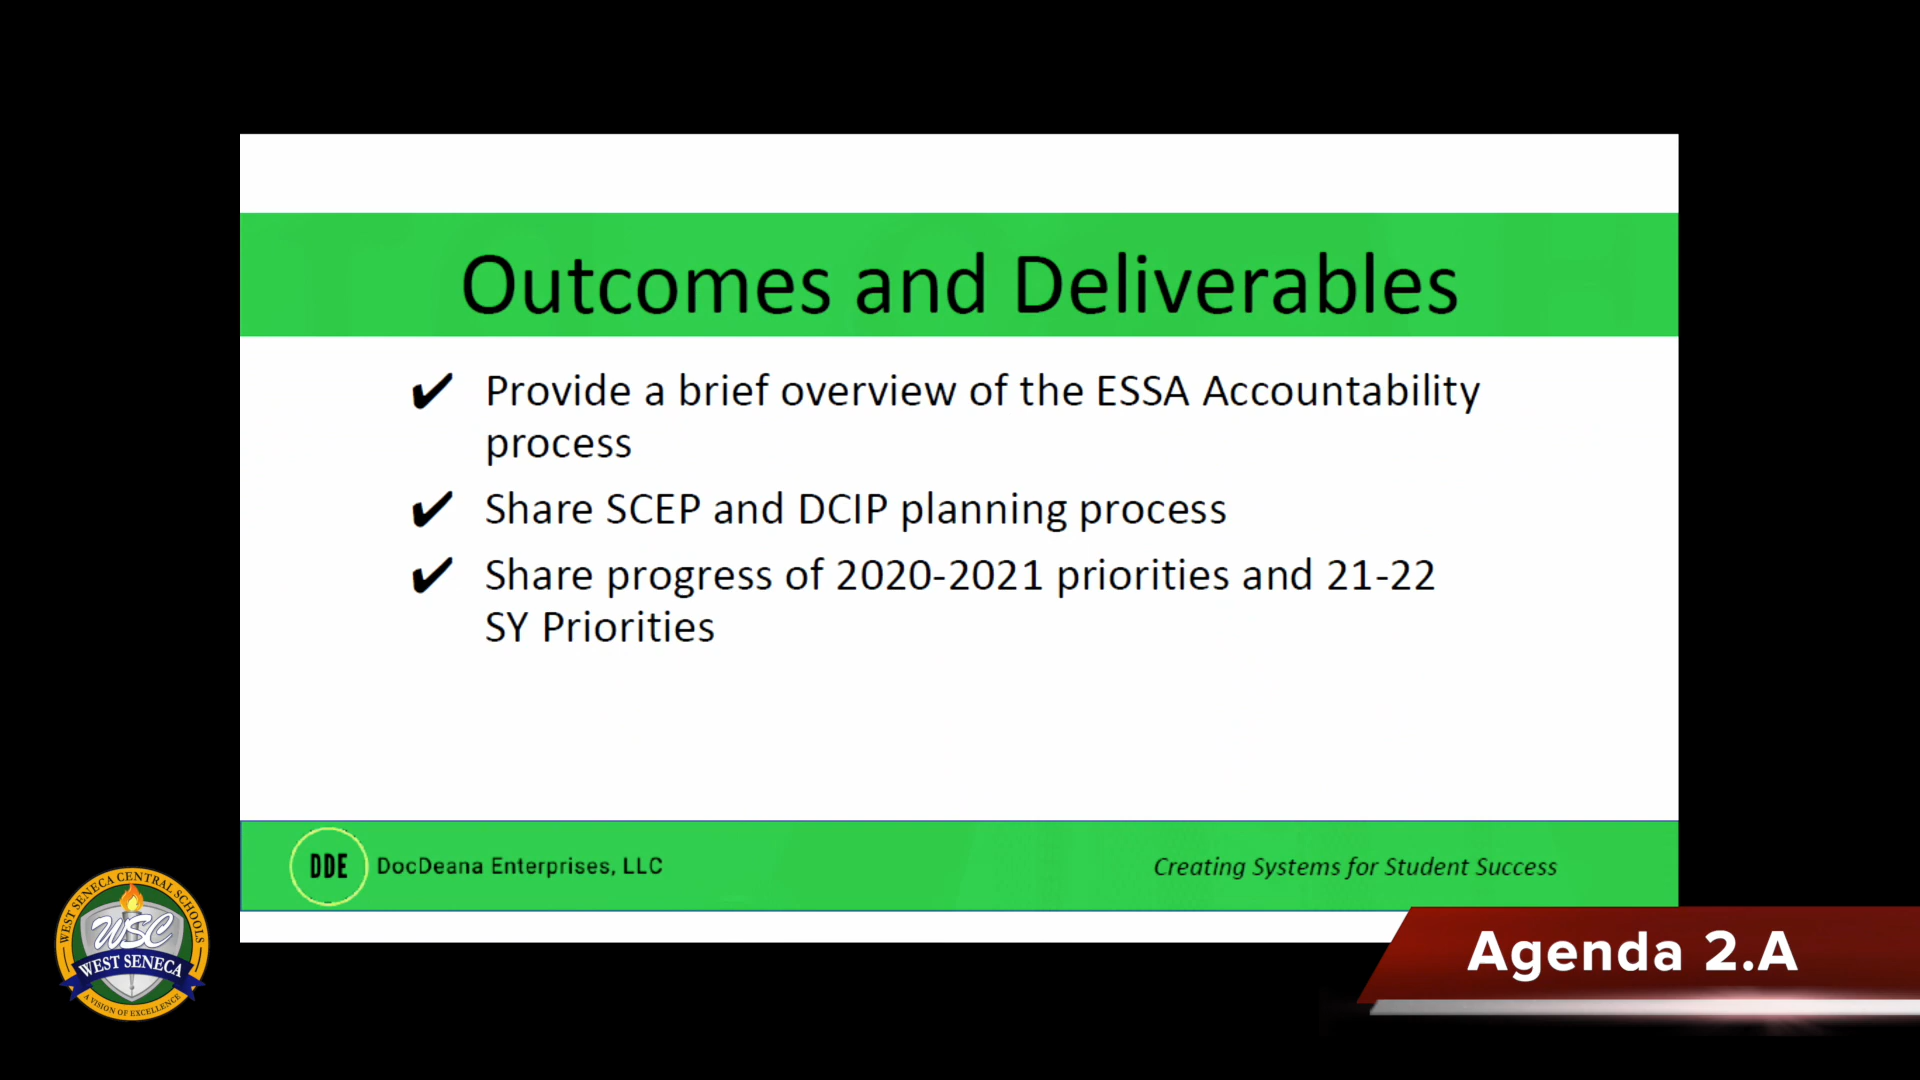 Outcomes and Deliverables
✔ Provide a brief overview of the ESSA Accountability
process
✔ Share SCEP and DCIP planning process
✔ Share progress of 2020-2021 priorities and 21-22
SY Priorities
DDE DocDeana Enterprises, LLC
Creating Systems for Student Success
WEST SENECA CENTRAL SCHOOLS
WSC
WEST SENECA
A VISION OF EXCELLENCE
Agenda 2.A